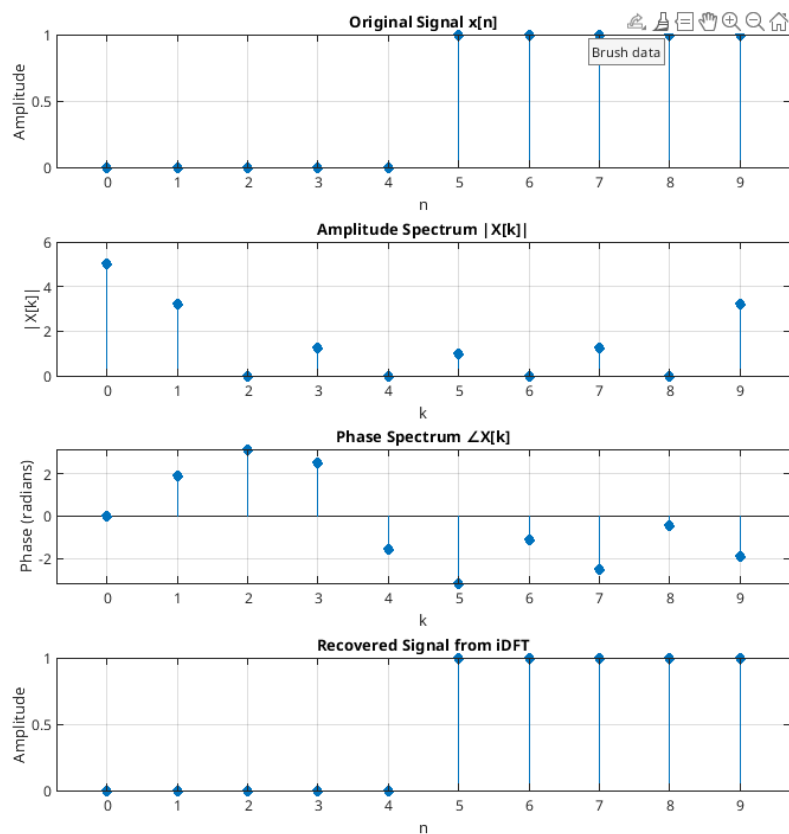 Original Signal x[n]
Brush data
1
0.5
0
Amplitude
0 1 2 3 4 5 6 7 8 9
n
Amplitude Spectrum |X[k]|
6
4
2
0
|X[k]|
0 1 2 3 4 5 6 7 8 9
k
Phase Spectrum ∠X[k]
2
0
-2
Phase (radians)
0 1 2 3 4 5 6 7 8 9
k
Recovered Signal from iDFT
1
0.5
0
Amplitude
0 1 2 3 4 5 6 7 8 9
n